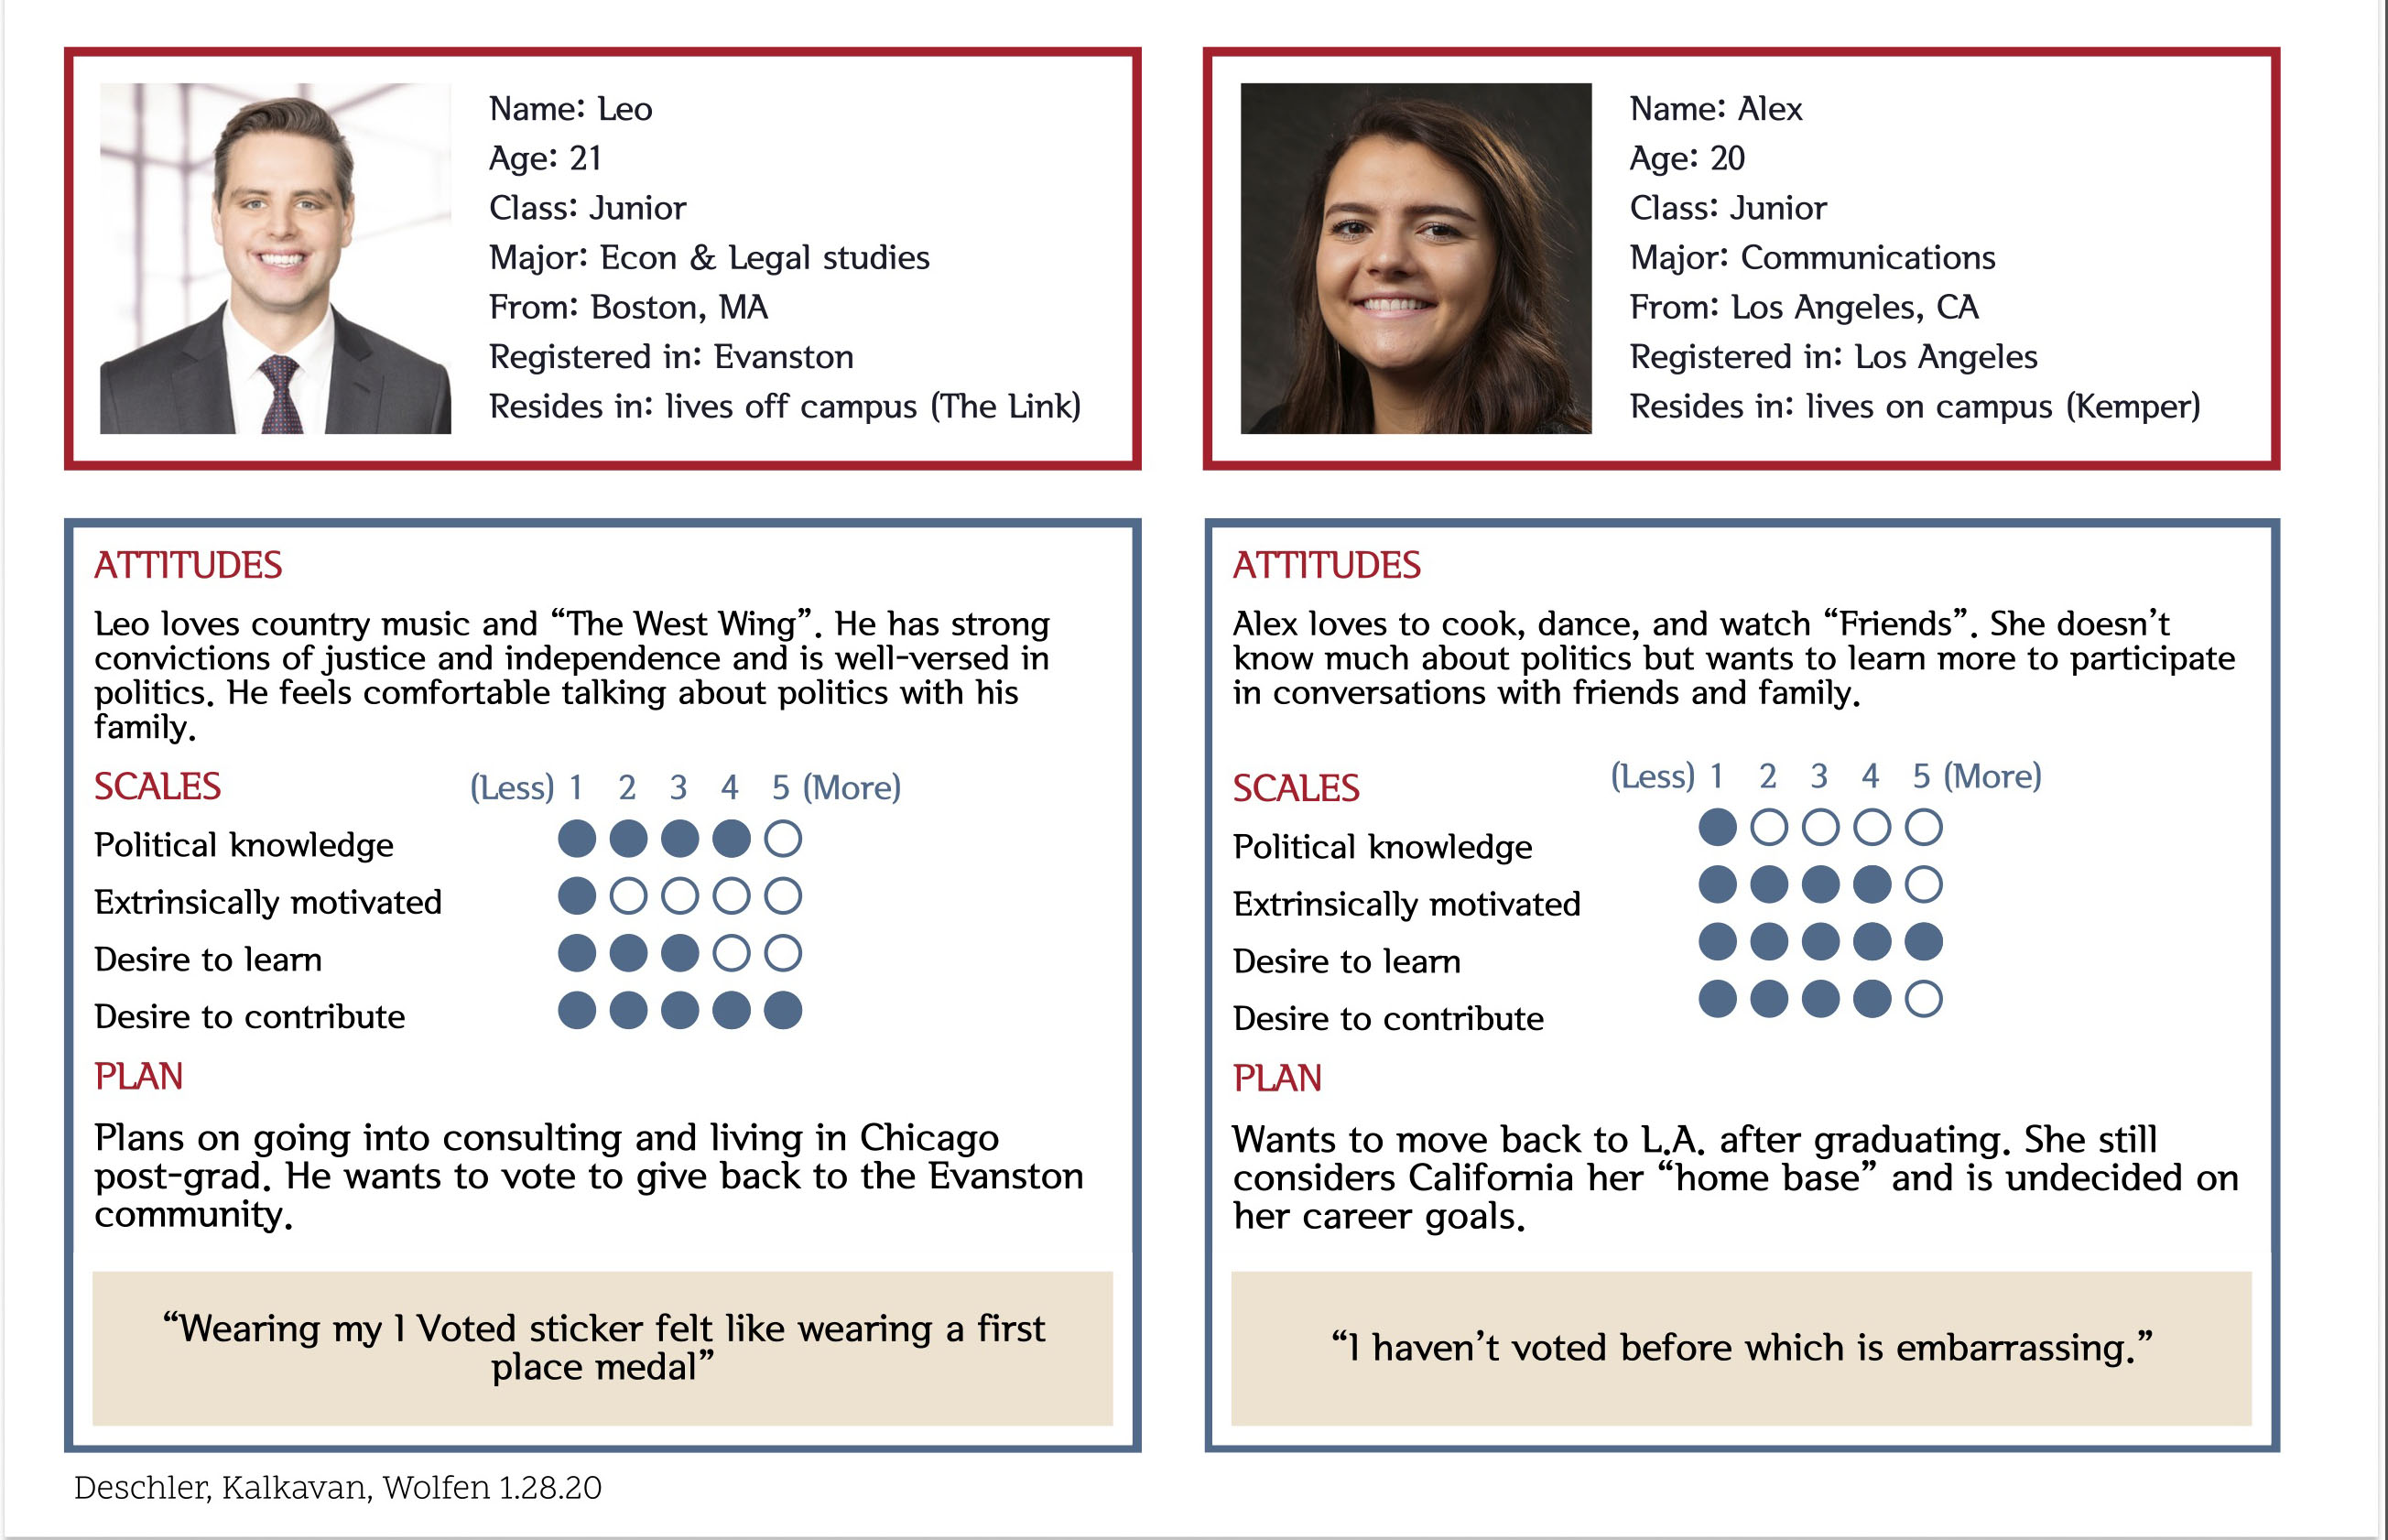 Name: Leo
Age: 21
Class: Junior
Major: Econ & Legal studies
From: Boston, MA
Registered in: Evanston
Resides in: lives off campus (The Link)
ATTITUDES
Leo loves country music and “The West Wing”. He has strong
convictions of justice and independence and is well-versed in
politics. He feels comfortable talking about politics with his
family.
SCALES (Less) 1 2 3 4 5 (More)
Political knowledge
Extrinsically motivated
Desire to learn
Desire to contribute
PLAN
Plans on going into consulting and living in Chicago
post-grad. He wants to vote to give back to the Evanston
community.
“Wearing my I Voted sticker felt like wearing a first
place medal”
Name: Alex
Age: 20
Class: Junior
Major: Communications
From: Los Angeles, CA
Registered in: Los Angeles
Resides in: lives on campus (Kemper)
ATTITUDES
Alex loves to cook, dance, and watch “Friends”. She doesn’t
know much about politics but wants to learn more to participate
in conversations with friends and family.
SCALES (Less) 1 2 3 4 5 (More)
Political knowledge
Extrinsically motivated
Desire to learn
Desire to contribute
PLAN
Wants to move back to L.A. after graduating. She still
considers California her “home base” and is undecided on
her career goals.
“I haven’t voted before which is embarrassing.”
Deschler, Kalkavan, Wolfen 1.28.20